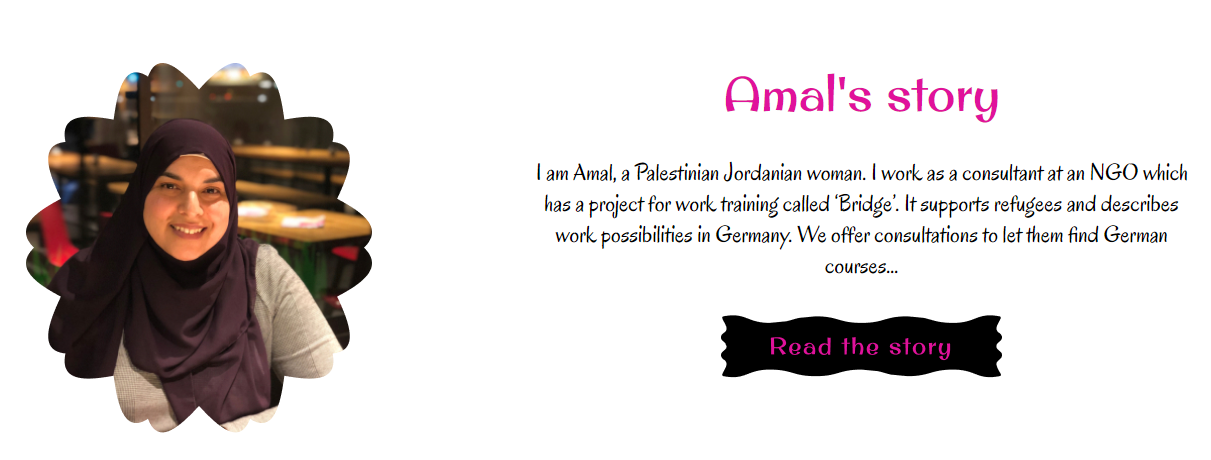 Amal's story
I am Amal, a Palestinian Jordanian woman. I work as a consultant at an NGO which
has a project for work training called ‘Bridge’. It supports refugees and describes
work possibilities in Germany. We offer consultations to let them find German
courses...
Read the story